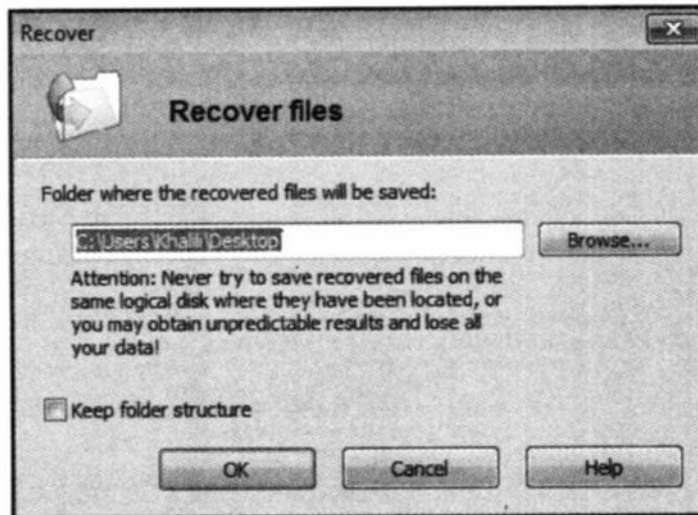 Recover
Recover files
Folder where the recovered files will be saved:
C:\Users\Khalili\Desktop
Browse...
Attention: Never try to save recovered files on the
same logical disk where they have been located, or
you may obtain unpredictable results and lose all
your data!
Keep folder structure
OK
Cancel
Help